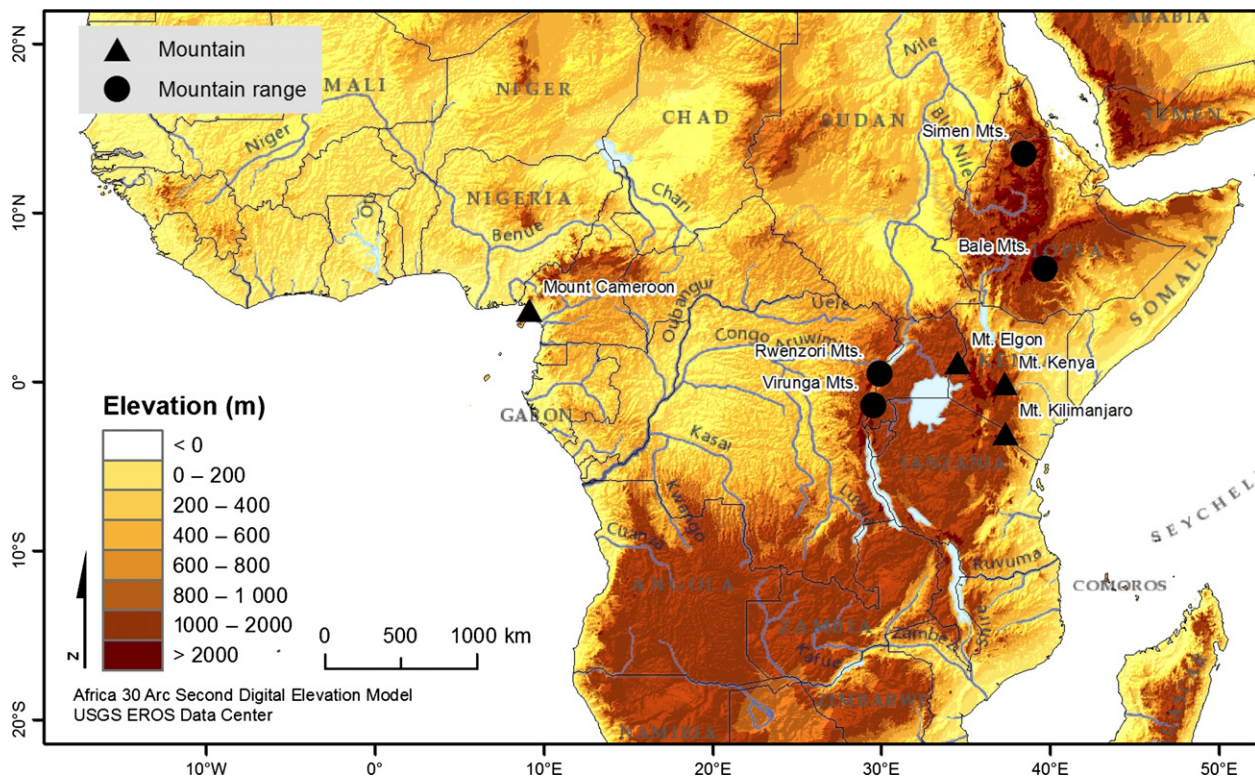 20°N
10°N
0°
10°S
20°S
Mountain
Mountain range
MALI
NIGER
CHAD
SUDAN
ARABIA
YEMEN
Nile
Blue Nile
Simen Mts.
Niger
NIGERIA
Benue
Chari
Bale Mts.
SOMALIA
Mount Cameroon
Oubangui
Uele
Congo
Aruwimi
Rwenzori Mts.
Virunga Mts.
Mt. Elgon
Mt. Kenya
Mt. Kilimanjaro
GABON
Kasai
Kwango
TANZANIA
SEYCHEL
Cuanza
ANGOLA
Ruvuma
COMOROS
ZAMBIA
Kafue
Shire
ZIMBABWE
NAMIBIA
Elevation (m)
< 0
0 – 200
200 – 400
400 – 600
600 – 800
800 – 1 000
1000 – 2000
> 2000
N
0 500 1000 km
Africa 30 Arc Second Digital Elevation Model
USGS EROS Data Center
10°W 0° 10°E 20°E 30°E 40°E 50°E